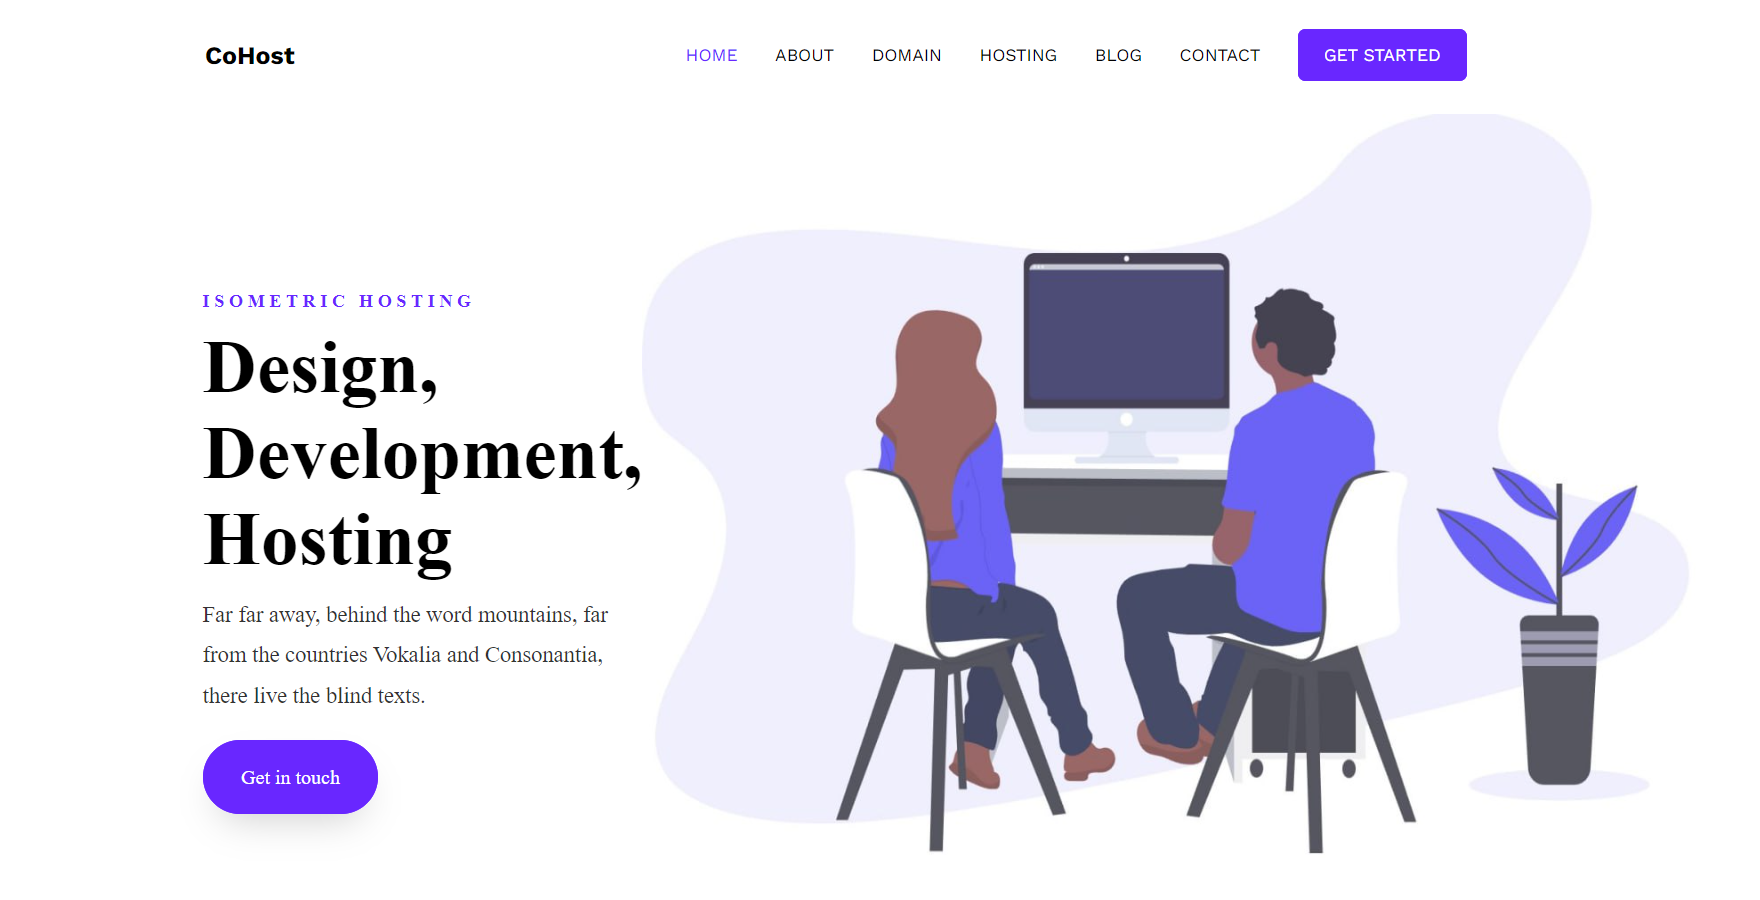 CoHost
HOME ABOUT DOMAIN HOSTING BLOG CONTACT GET STARTED
ISOMETRIC HOSTING
Design,
Development,
Hosting
Far far away, behind the word mountains, far
from the countries Vokalia and Consonantia,
there live the blind texts.
Get in touch